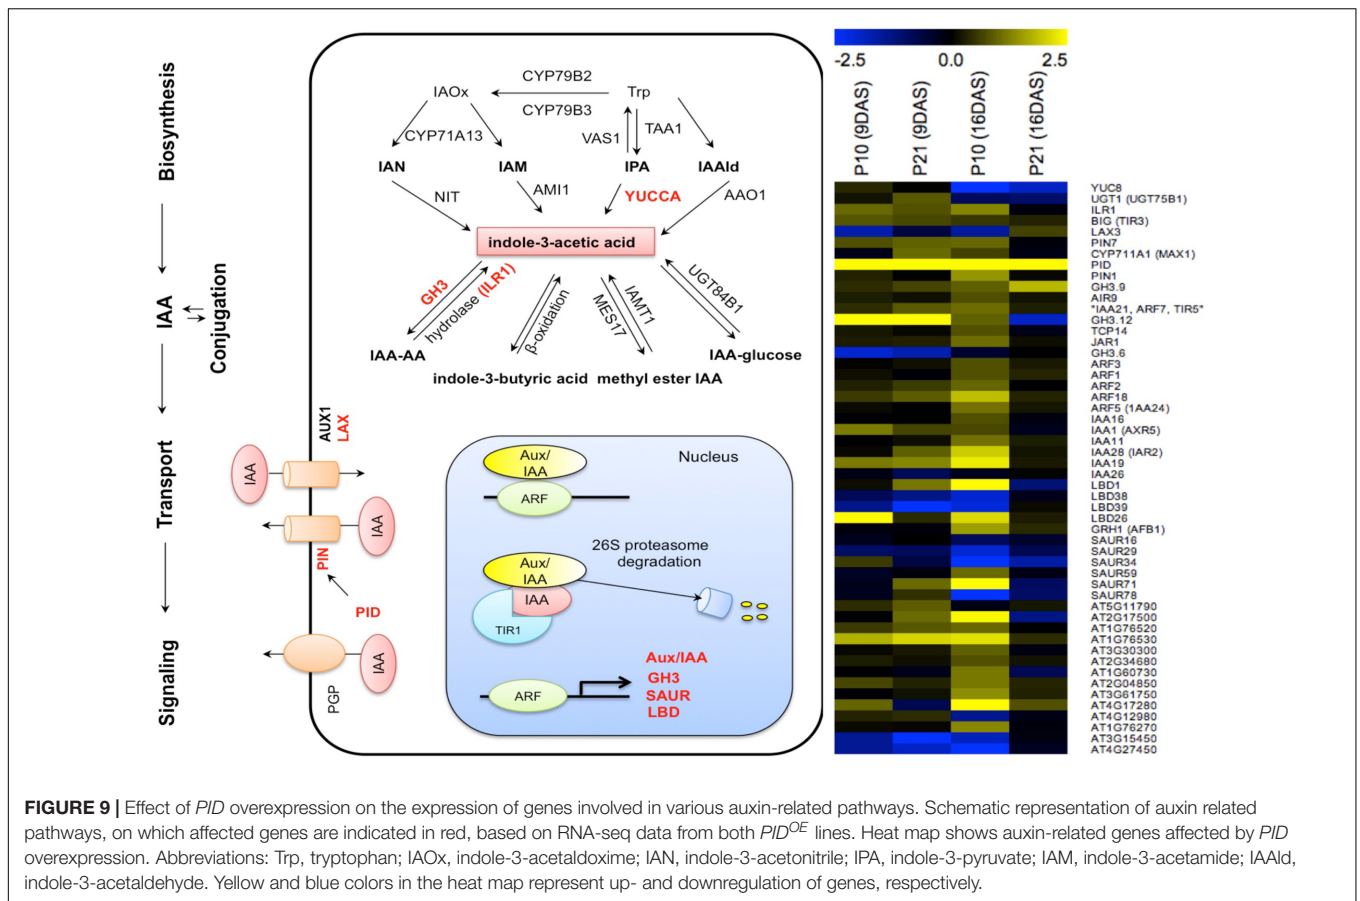 Biosynthesis
IAA
Conjugation
Transport
Signaling
CYP79B2
IAOx
Trp
CYP79B3
CYP71A13
VAS1
TAA1
IAN
IAM
IPA
IAAld
NIT
AMI1
YUCCA
AAO1
indole-3-acetic acid
GH3
hydrolase (ILR1)
β-oxidation
MES17
IAMT1
UGT84B1
IAA-AA
IAA-glucose
indole-3-butyric acid
methyl ester IAA
AUX1
LAX
IAA
IAA
PIN
PID
IAA
PGP
Nucleus
Aux/
IAA
ARF
26S proteasome
degradation
Aux/
IAA
IAA
TIR1
Aux/IAA
GH3
SAUR
LBD
ARF
-2.5
0.0
2.5
P10 (9DAS)
P21 (9DAS)
P10 (16DAS)
P21 (16DAS)
YUC8
UGT1 (UGT75B1)
ILR1
BIG (TIR3)
LAX3
PIN7
CYP711A1 (MAX1)
PID
PIN1
GH3.9
AIR9
"IAA21, ARF7, TIR5"
GH3.12
TCP14
JAR1
GH3.6
ARF3
ARF1
ARF2
ARF18
ARF5 (1AA24)
IAA16
IAA1 (AXR5)
IAA11
IAA28 (IAR2)
IAA19
IAA26
LBD1
LBD38
LBD39
LBD26
GRH1 (AFB1)
SAUR16
SAUR29
SAUR34
SAUR59
SAUR71
SAUR78
AT5G11790
AT2G17500
AT1G76520
AT1G76530
AT3G30300
AT2G34680
AT1G60730
AT2G04850
AT3G61750
AT4G17280
AT4G12980
AT1G76270
AT3G15450
AT4G27450
FIGURE 9 | Effect of PID overexpression on the expression of genes involved in various auxin-related pathways. Schematic representation of auxin related
pathways, on which affected genes are indicated in red, based on RNA-seq data from both PID^OE lines. Heat map shows auxin-related genes affected by PID
overexpression. Abbreviations: Trp, tryptophan; IAOx, indole-3-acetaldoxime; IAN, indole-3-acetonitrile; IPA, indole-3-pyruvate; IAM, indole-3-acetamide; IAAld,
indole-3-acetaldehyde. Yellow and blue colors in the heat map represent up- and downregulation of genes, respectively.